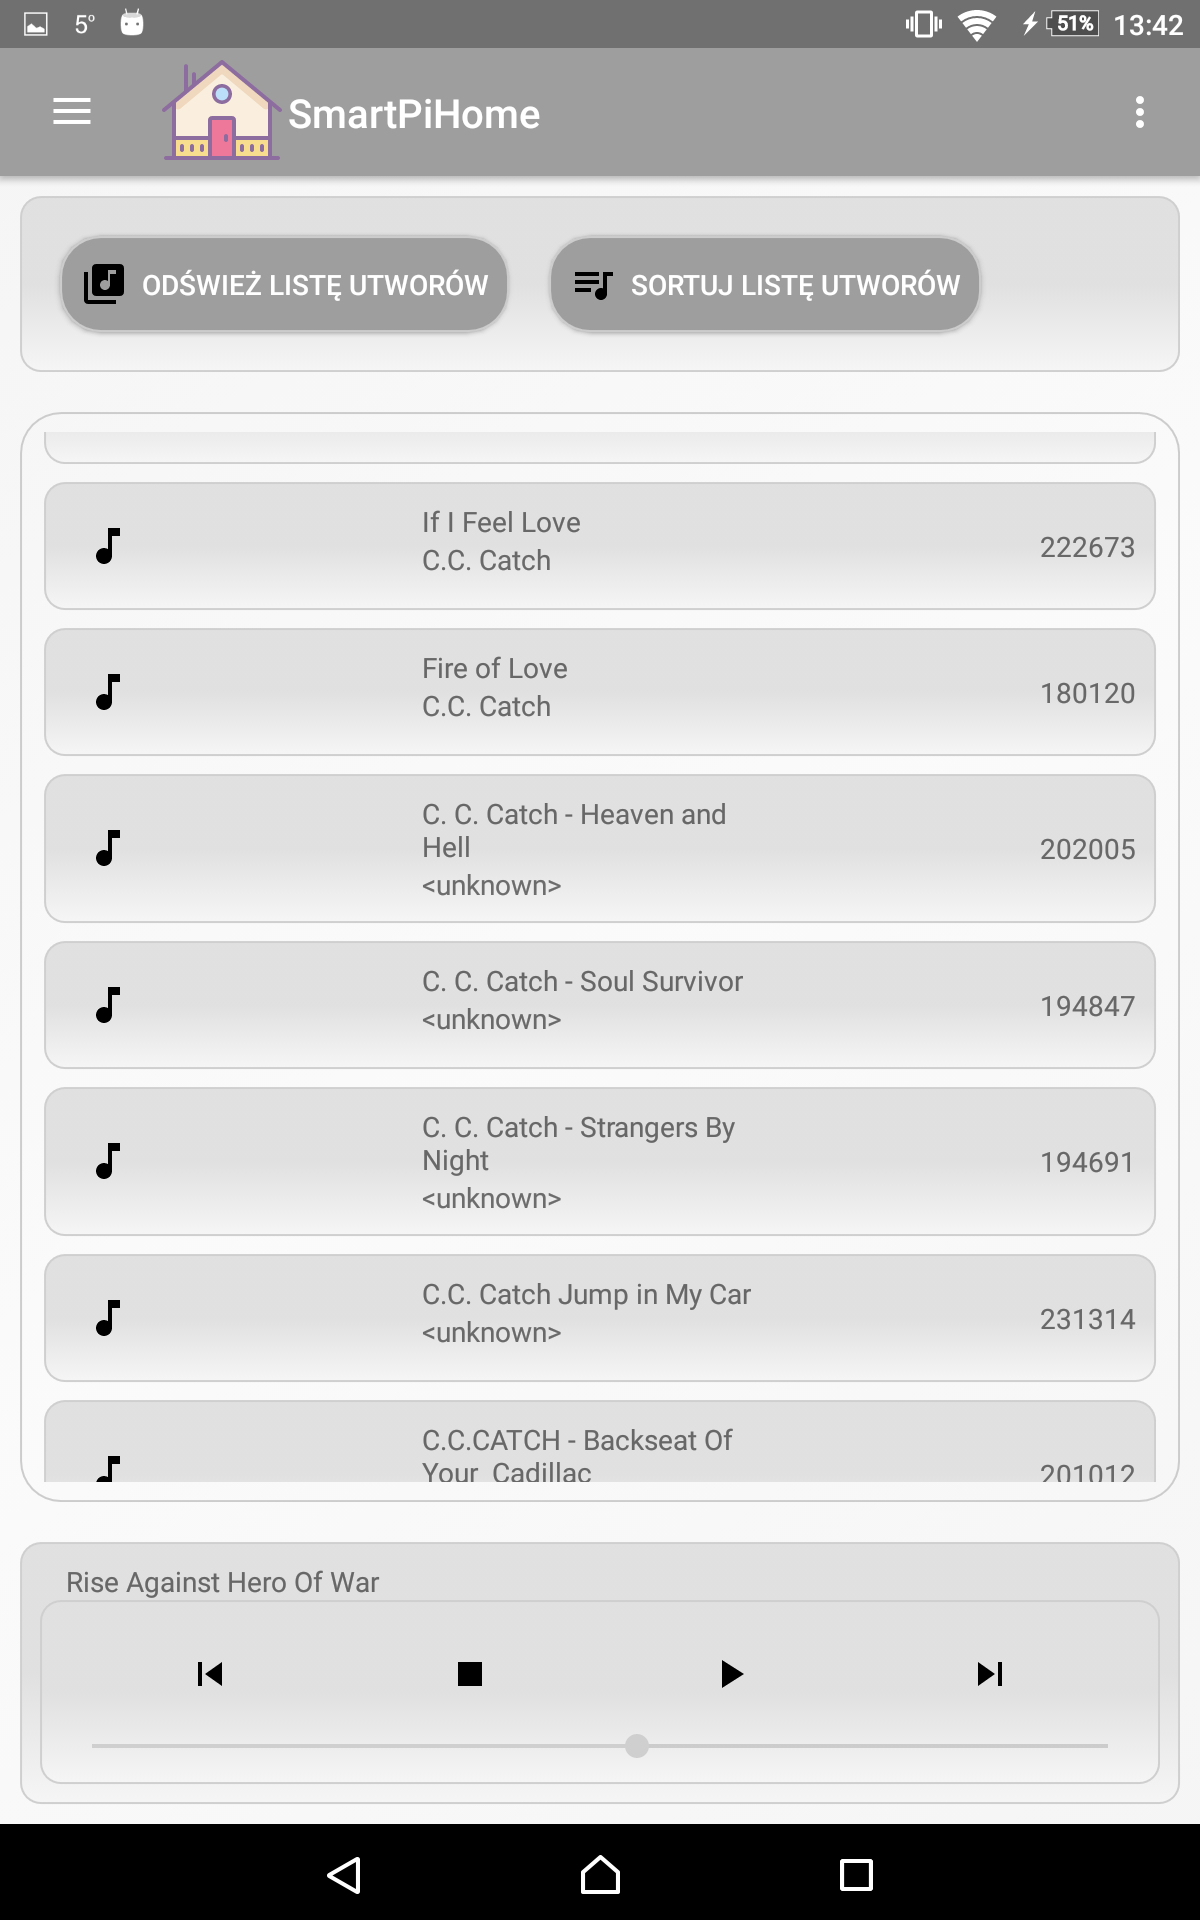 5°
51%
13:42
SmartPiHome
ODŚWIEŻ LISTĘ UTWORÓW
SORTUJ LISTĘ UTWORÓW
If I Feel Love
C.C. Catch
222673
Fire of Love
C.C. Catch
180120
C. C. Catch - Heaven and
Hell
<unknown>
202005
C. C. Catch - Soul Survivor
<unknown>
194847
C. C. Catch - Strangers By
Night
<unknown>
194691
C.C. Catch Jump in My Car
<unknown>
231314
C.C.CATCH - Backseat Of
Your  Cadillac
201012
Rise Against Hero Of War